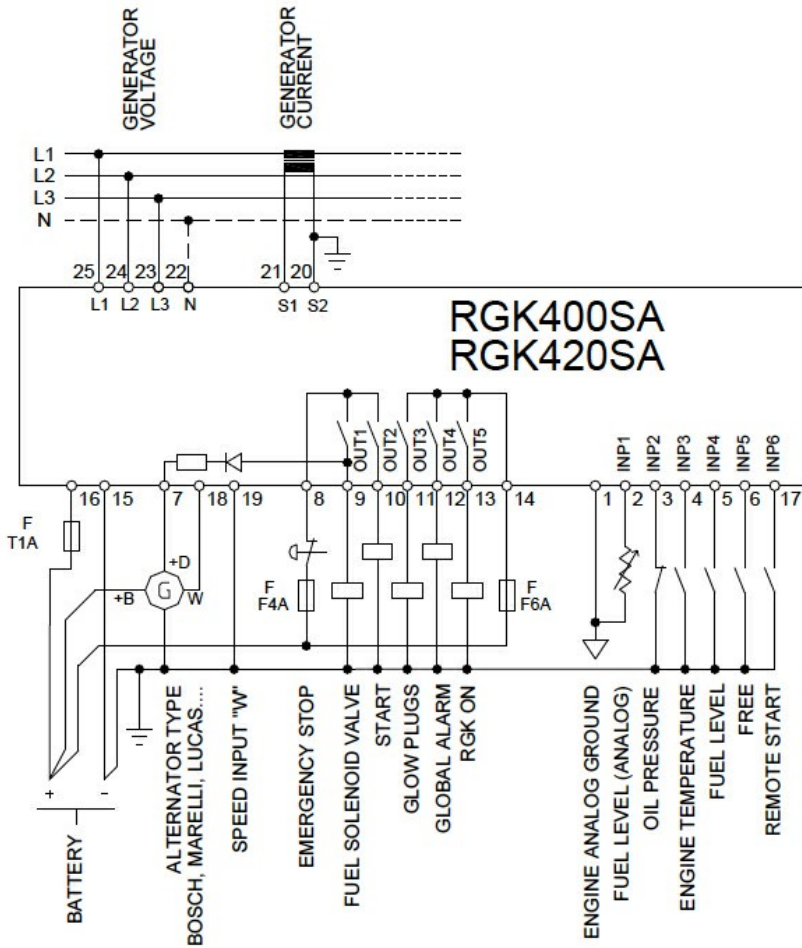 GENERATOR
VOLTAGE
GENERATOR
CURRENT
L1
L2
L3
N
25 24 23 22 21 20
L1 L2 L3 N S1 S2
RGK400SA
RGK420SA
OUT1
OUT2
OUT3
OUT4
OUT5
INP1
INP2
INP3
INP4
INP5
INP6
16 15 7 18 19 8 9 10 11 12 13 14 1 2 3 4 5 6 17
F
T1A
+D
+B
G
W
F
F4A
F
F6A
+ -
BATTERY
ALTERNATOR TYPE
BOSCH, MARELLI, LUCAS....
SPEED INPUT "W"
EMERGENCY STOP
FUEL SOLENOID VALVE
START
GLOW PLUGS
GLOBAL ALARM
RGK ON
ENGINE ANALOG GROUND
FUEL LEVEL (ANALOG)
OIL PRESSURE
ENGINE TEMPERATURE
FUEL LEVEL
FREE
REMOTE START